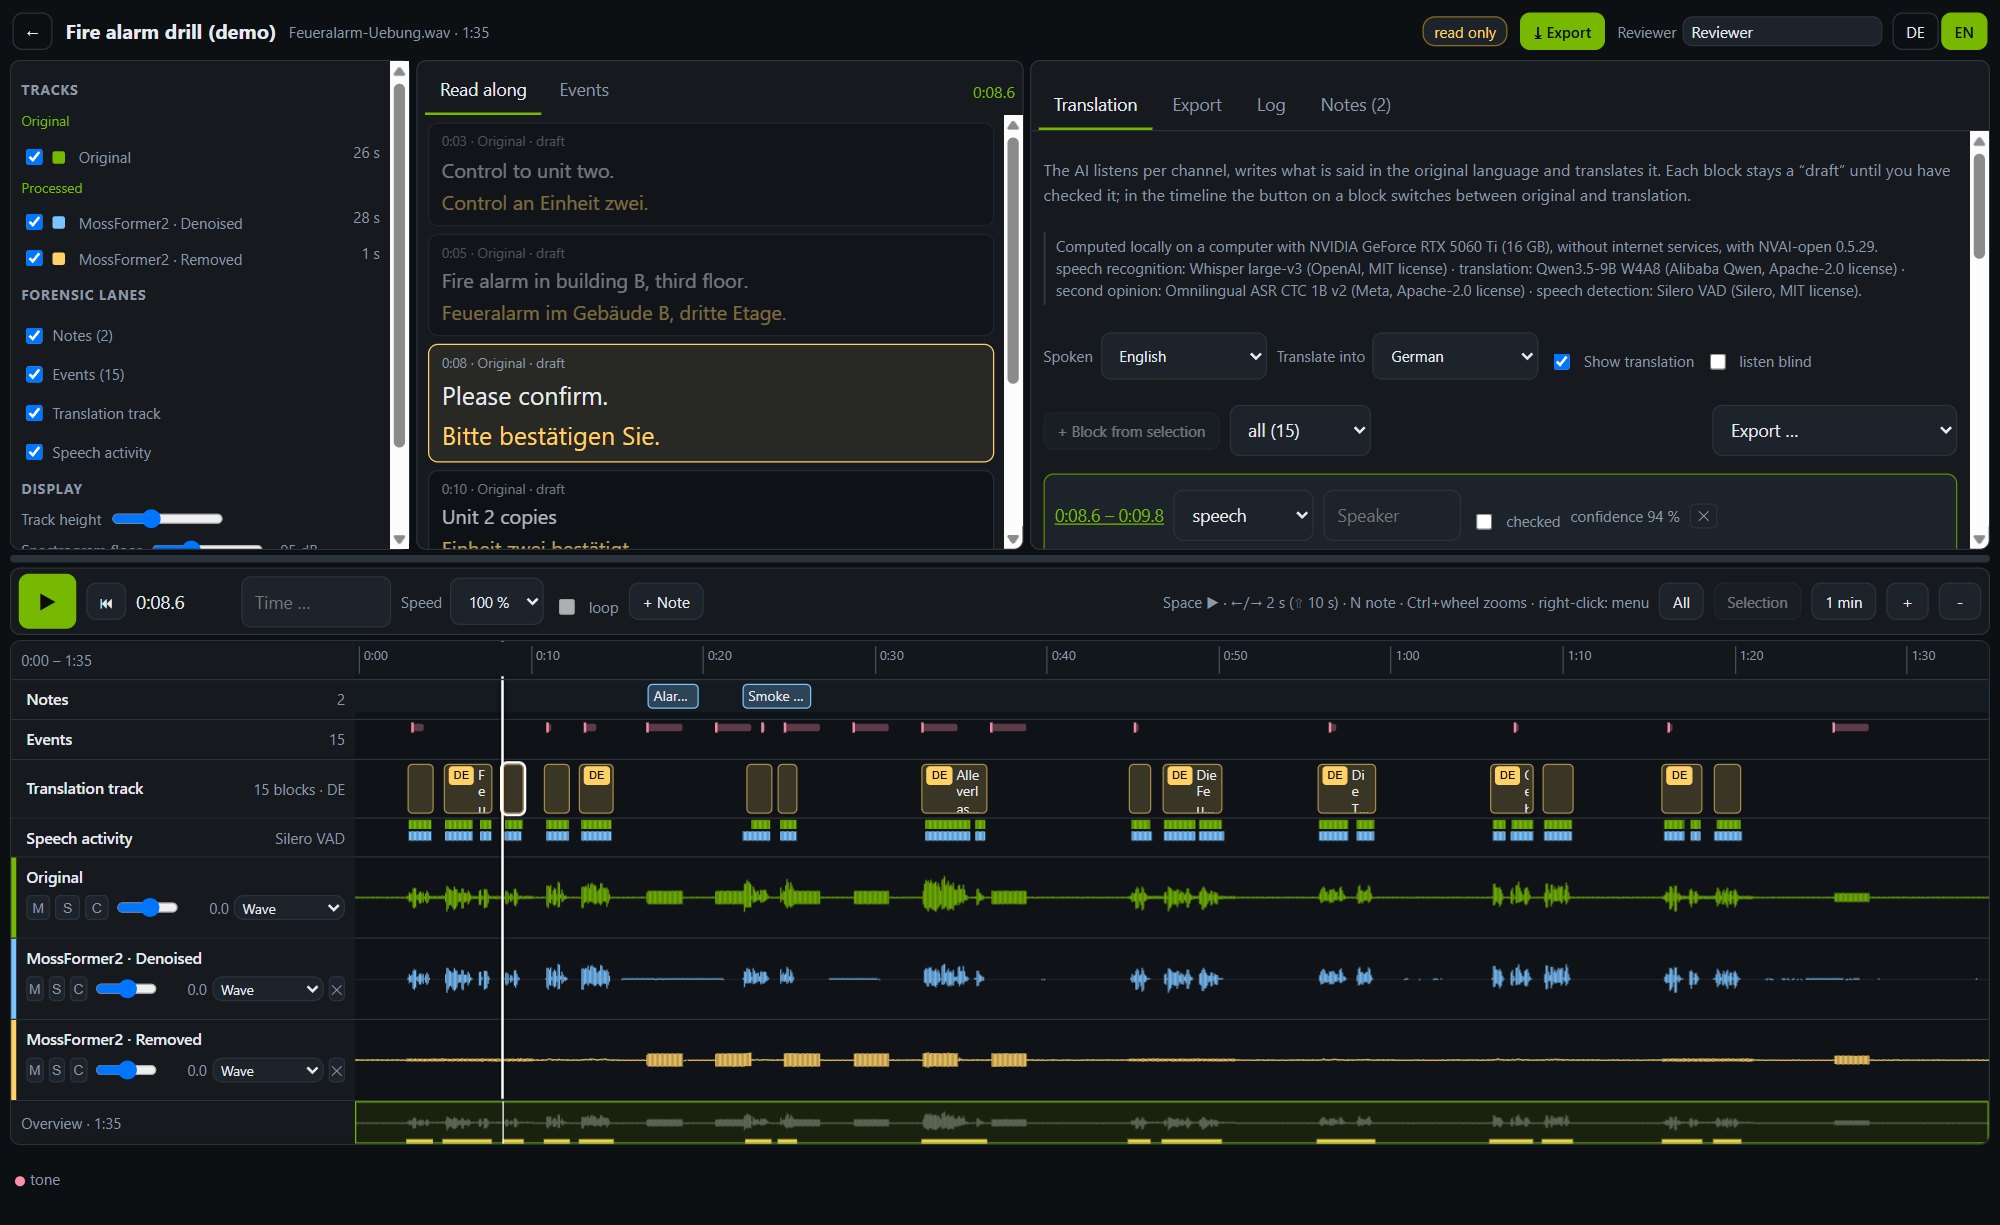 ←
Fire alarm drill (demo) Feueralarm-Uebung.wav · 1:35
read only
⤓ Export
Reviewer Reviewer
DE EN
TRACKS
Original
Original 26 s
Processed
MossFormer2 · Denoised 28 s
MossFormer2 · Removed 1 s
FORENSIC LANES
Notes (2)
Events (15)
Translation track
Speech activity
DISPLAY
Track height
Read along Events 0:08.6
0:03 · Original · draft
Control to unit two.
Control an Einheit zwei.
0:05 · Original · draft
Fire alarm in building B, third floor.
Feueralarm im Gebäude B, dritte Etage.
0:08 · Original · draft
Please confirm.
Bitte bestätigen Sie.
0:10 · Original · draft
Unit 2 copies
Einheit zwei bestätigt
Translation Export Log Notes (2)
The AI listens per channel, writes what is said in the original language and translates it. Each block stays a “draft” until you have
checked it; in the timeline the button on a block switches between original and translation.
Computed locally on a computer with NVIDIA GeForce RTX 5060 Ti (16 GB), without internet services, with NVAI-open 0.5.29.
speech recognition: Whisper large-v3 (OpenAI, MIT license) · translation: Qwen3.5-9B W4A8 (Alibaba Qwen, Apache-2.0 license) ·
second opinion: Omnilingual ASR CTC 1B v2 (Meta, Apache-2.0 license) · speech detection: Silero VAD (Silero, MIT license).
Spoken English Translate into German Show translation listen blind
+ Block from selection all (15) Export ...
0:08.6 – 0:09.8 speech Speaker checked confidence 94 % ×
▶ ⏮ 0:08.6 Time ... Speed 100 % loop + Note
Space ▶ · ←/→ 2 s (⇧ 10 s) · N note · Ctrl+wheel zooms · right-click: menu All Selection 1 min + -
0:00 – 1:35 0:00 0:10 0:20 0:30 0:40 0:50 1:00 1:10 1:20 1:30
Notes 2 Alar... Smoke ...
Events 15
Translation track 15 blocks · DE
DE F
e
u
DE
DE Alle
verl
as...
DE Die
Fe
u...
DE Di
e
T...
DE
DE
Speech activity Silero VAD
Original
M S C 0.0 Wave
MossFormer2 · Denoised
M S C 0.0 Wave ×
MossFormer2 · Removed
M S C 0.0 Wave ×
Overview · 1:35
tone